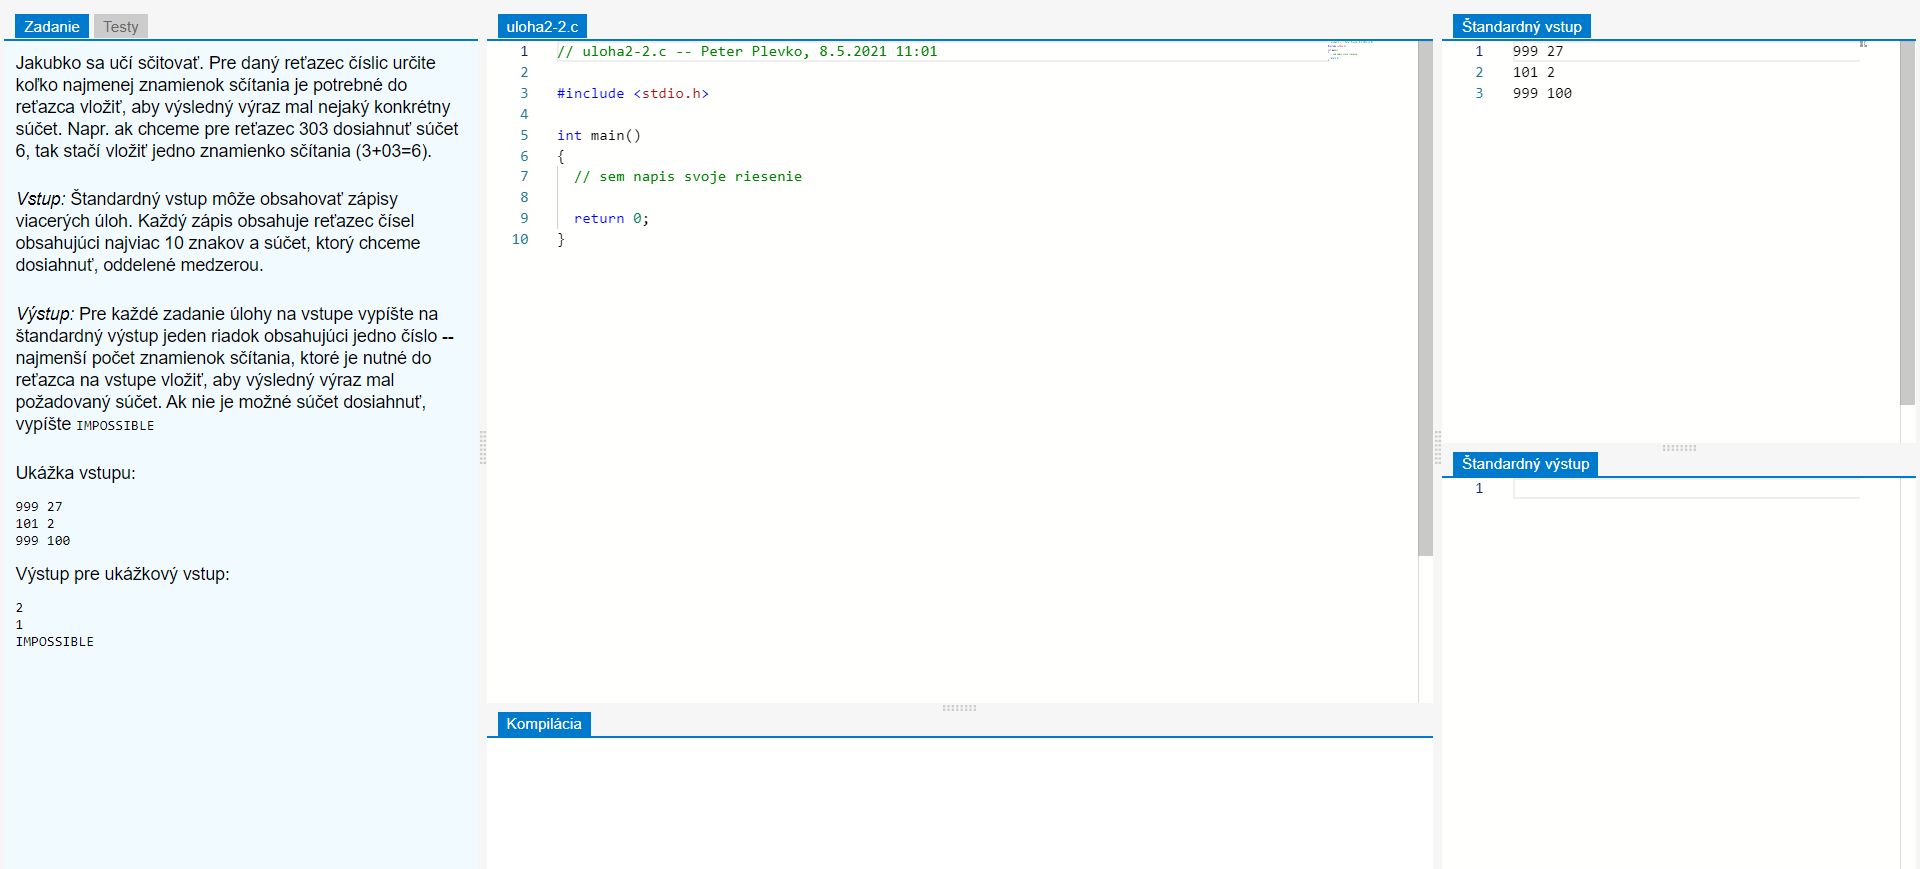 Zadanie
Testy
Jakubko sa učí sčitovať. Pre daný reťazec číslic určite
koľko najmenej znamienok sčítania je potrebné do
reťazca vložiť, aby výsledný výraz mal nejaký konkrétny
súčet. Napr. ak chceme pre reťazec 303 dosiahnuť súčet
6, tak stačí vložiť jedno znamienko sčítania (3+03=6).
Vstup: Štandardný vstup môže obsahovať zápisy
viacerých úloh. Každý zápis obsahuje reťazec čísel
obsahujúci najviac 10 znakov a súčet, ktorý chceme
dosiahnuť, oddelené medzerou.
Výstup: Pre každé zadanie úlohy na vstupe vypíšte na
štandardný výstup jeden riadok obsahujúci jedno číslo --
najmenší počet znamienok sčítania, ktoré je nutné do
reťazca na vstupe vložiť, aby výsledný výraz mal
požadovaný súčet. Ak nie je možné súčet dosiahnuť,
vypíšte IMPOSSIBLE
Ukážka vstupu:
999 27
101 2
999 100
Výstup pre ukážkový vstup:
2
1
IMPOSSIBLE
uloha2-2.c
1 // uloha2-2.c -- Peter Plevko, 8.5.2021 11:01
2
3 #include <stdio.h>
4
5 int main()
6 {
7 // sem napis svoje riesenie
8
9 return 0;
10 }
Kompilácia
Štandardný vstup
1 999 27
2 101 2
3 999 100
Štandardný výstup
1